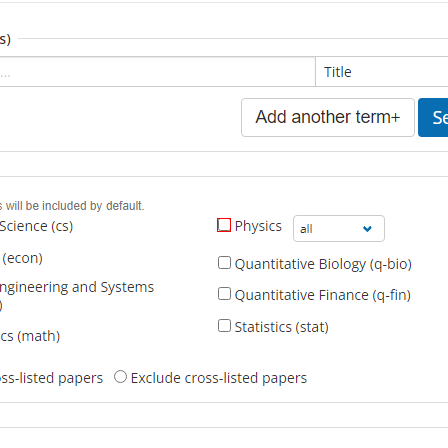 s)
...
Title
Add another term+
Se
s will be included by default.
Science (cs)
Physics
all
(econ)
Quantitative Biology (q-bio)
ngineering and Systems
)
Quantitative Finance (q-fin)
Statistics (stat)
cs (math)
oss-listed papers
Exclude cross-listed papers